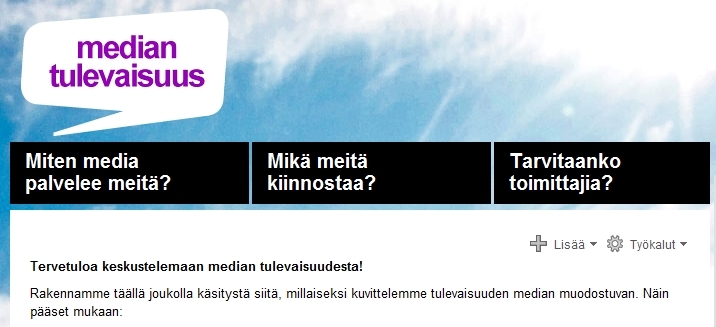 median
tulevaisuus
Miten media
palvelee meitä?
Mikä meitä
kiinnostaa?
Tarvitaanko
toimittajia?
Lisää
Työkalut
Tervetuloa keskustelemaan median tulevaisuudesta!
Rakennamme täällä joukolla käsitystä siitä, millaiseksi kuvittelemme tulevaisuuden median muodostuvan. Näin
pääset mukaan: